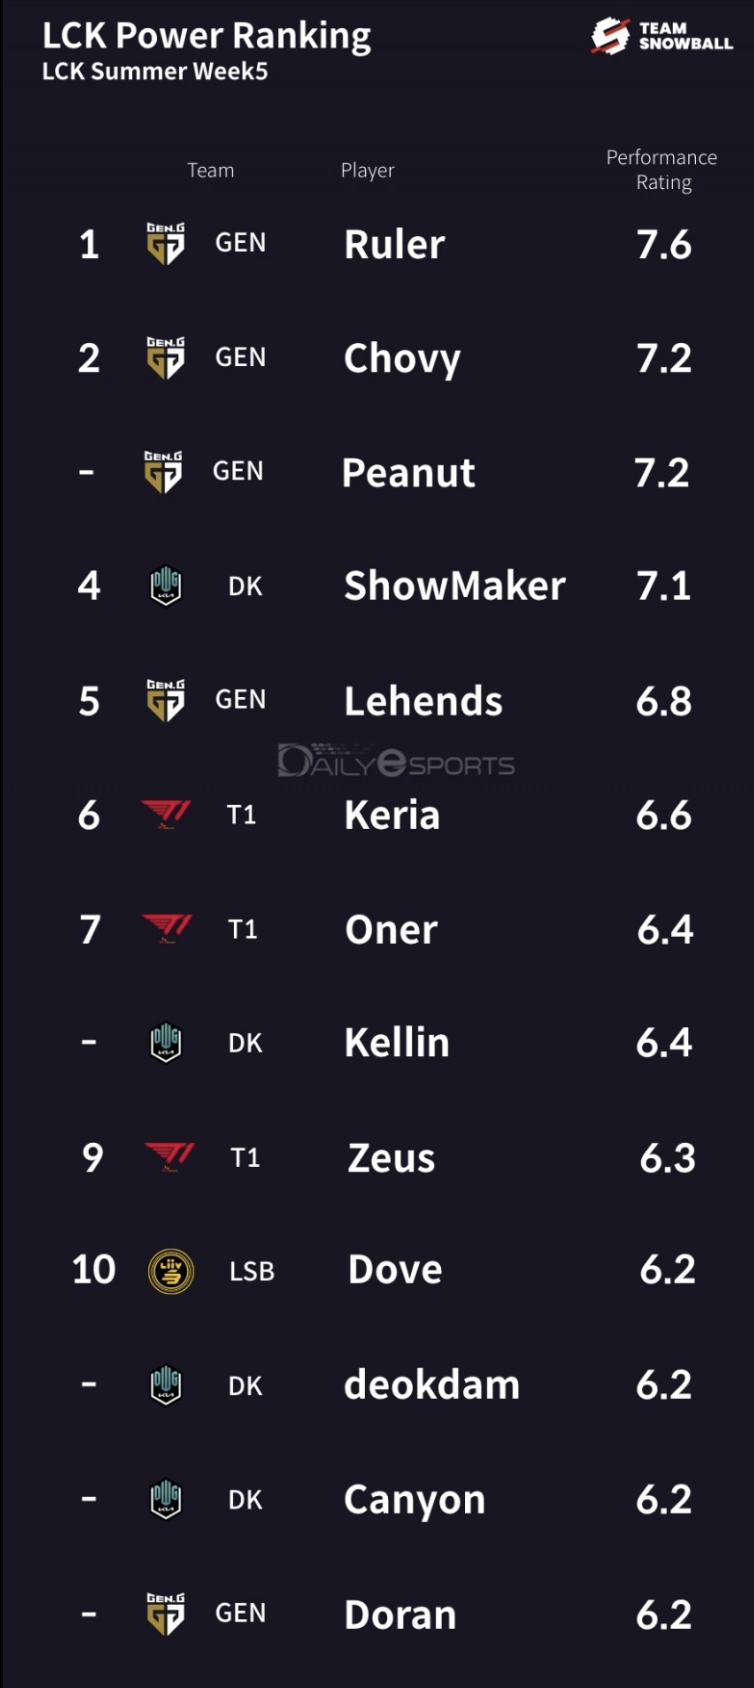 LCK Power Ranking
LCK Summer Week5
TEAM
SNOWBALL
Team Player Performance
Rating
1 GEN.G GEN Ruler 7.6
2 GEN.G GEN Chovy 7.2
- GEN.G GEN Peanut 7.2
4 DK ShowMaker 7.1
5 GEN.G GEN Lehends 6.8
DAILY eSPORTS
6 T1 T1 Keria 6.6
7 T1 T1 Oner 6.4
- DK Kellin 6.4
9 T1 T1 Zeus 6.3
10 Liiv LSB Dove 6.2
- DK deokdam 6.2
- DK Canyon 6.2
- GEN.G GEN Doran 6.2